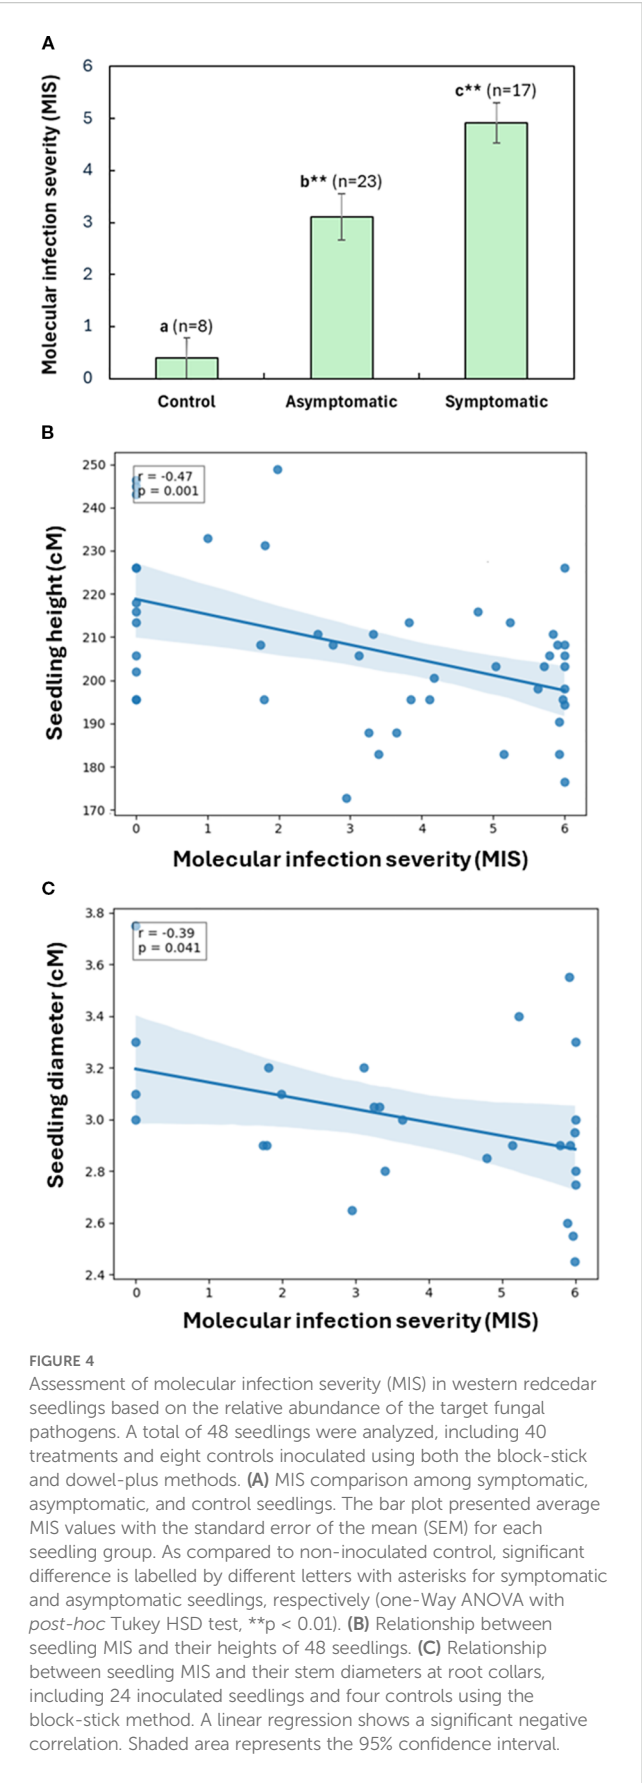 A
Molecular infection severity (MIS)
6
5
4
3
2
1
0
a (n=8)
b** (n=23)
c** (n=17)
Control Asymptomatic Symptomatic
B
Seedling height (cM)
250
240
230
220
210
200
190
180
170
r = -0.47
p = 0.001
0 1 2 3 4 5 6
Molecular infection severity (MIS)
C
Seedling diameter (cM)
3.8
3.6
3.4
3.2
3.0
2.8
2.6
2.4
r = -0.39
p = 0.041
0 1 2 3 4 5 6
Molecular infection severity (MIS)
FIGURE 4
Assessment of molecular infection severity (MIS) in western redcedar
seedlings based on the relative abundance of the target fungal
pathogens. A total of 48 seedlings were analyzed, including 40
treatments and eight controls inoculated using both the block-stick
and dowel-plus methods. (A) MIS comparison among symptomatic,
asymptomatic, and control seedlings. The bar plot presented average
MIS values with the standard error of the mean (SEM) for each
seedling group. As compared to non-inoculated control, significant
difference is labelled by different letters with asterisks for symptomatic
and asymptomatic seedlings, respectively (one-Way ANOVA with
post-hoc Tukey HSD test, **p < 0.01). (B) Relationship between
seedling MIS and their heights of 48 seedlings. (C) Relationship
between seedling MIS and their stem diameters at root collars,
including 24 inoculated seedlings and four controls using the
block-stick method. A linear regression shows a significant negative
correlation. Shaded area represents the 95% confidence interval.